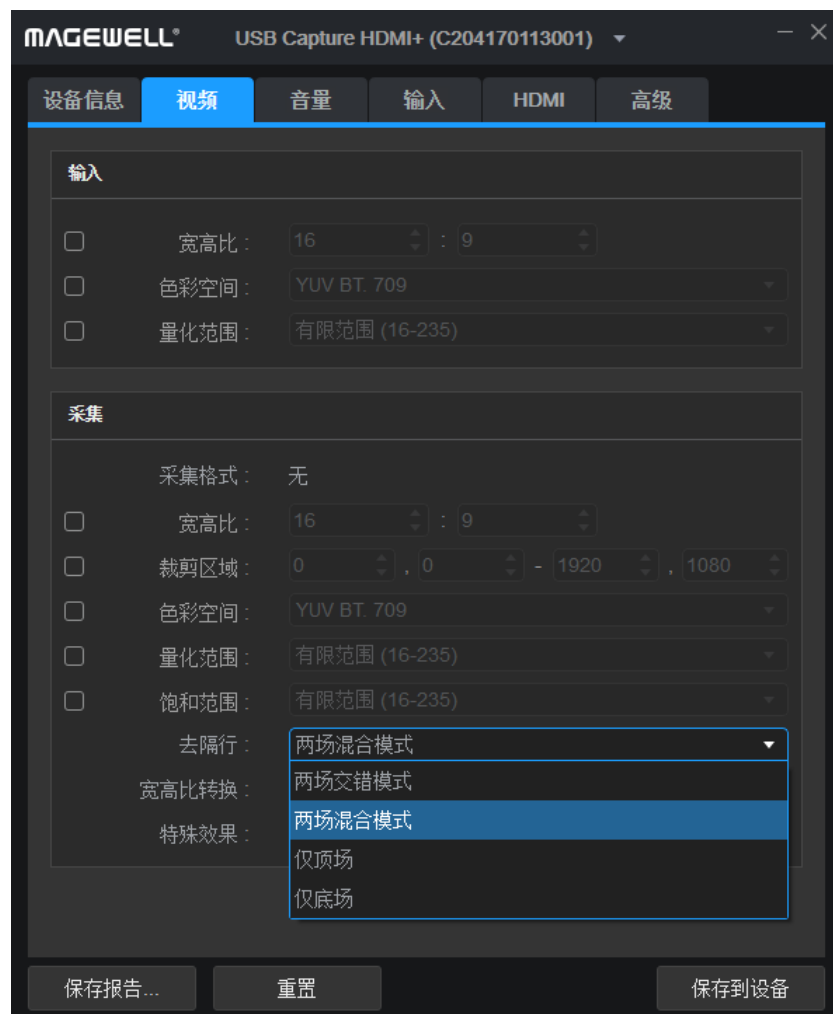 MAGEWELL® USB Capture HDMI+ (C204170113001)
设备信息 视频 音量 输入 HDMI 高级
输入
宽高比 : 16 : 9
色彩空间 : YUV BT. 709
量化范围 : 有限范围 (16-235)
采集
采集格式 : 无
宽高比 : 16 : 9
裁剪区域 : 0 , 0 - 1920 , 1080
色彩空间 : YUV BT. 709
量化范围 : 有限范围 (16-235)
饱和范围 : 有限范围 (16-235)
去隔行 : 两场混合模式
两场交错模式
宽高比转换 :
两场混合模式
特殊效果 :
仅顶场
仅底场
保存报告... 重置 保存到设备